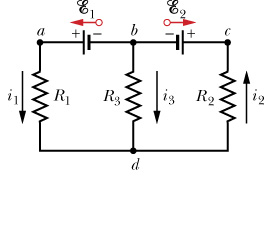 ℰ₁ ℰ₂
a + − b − + c
i₁ R₁ R₃ i₃ R₂ i₂
d